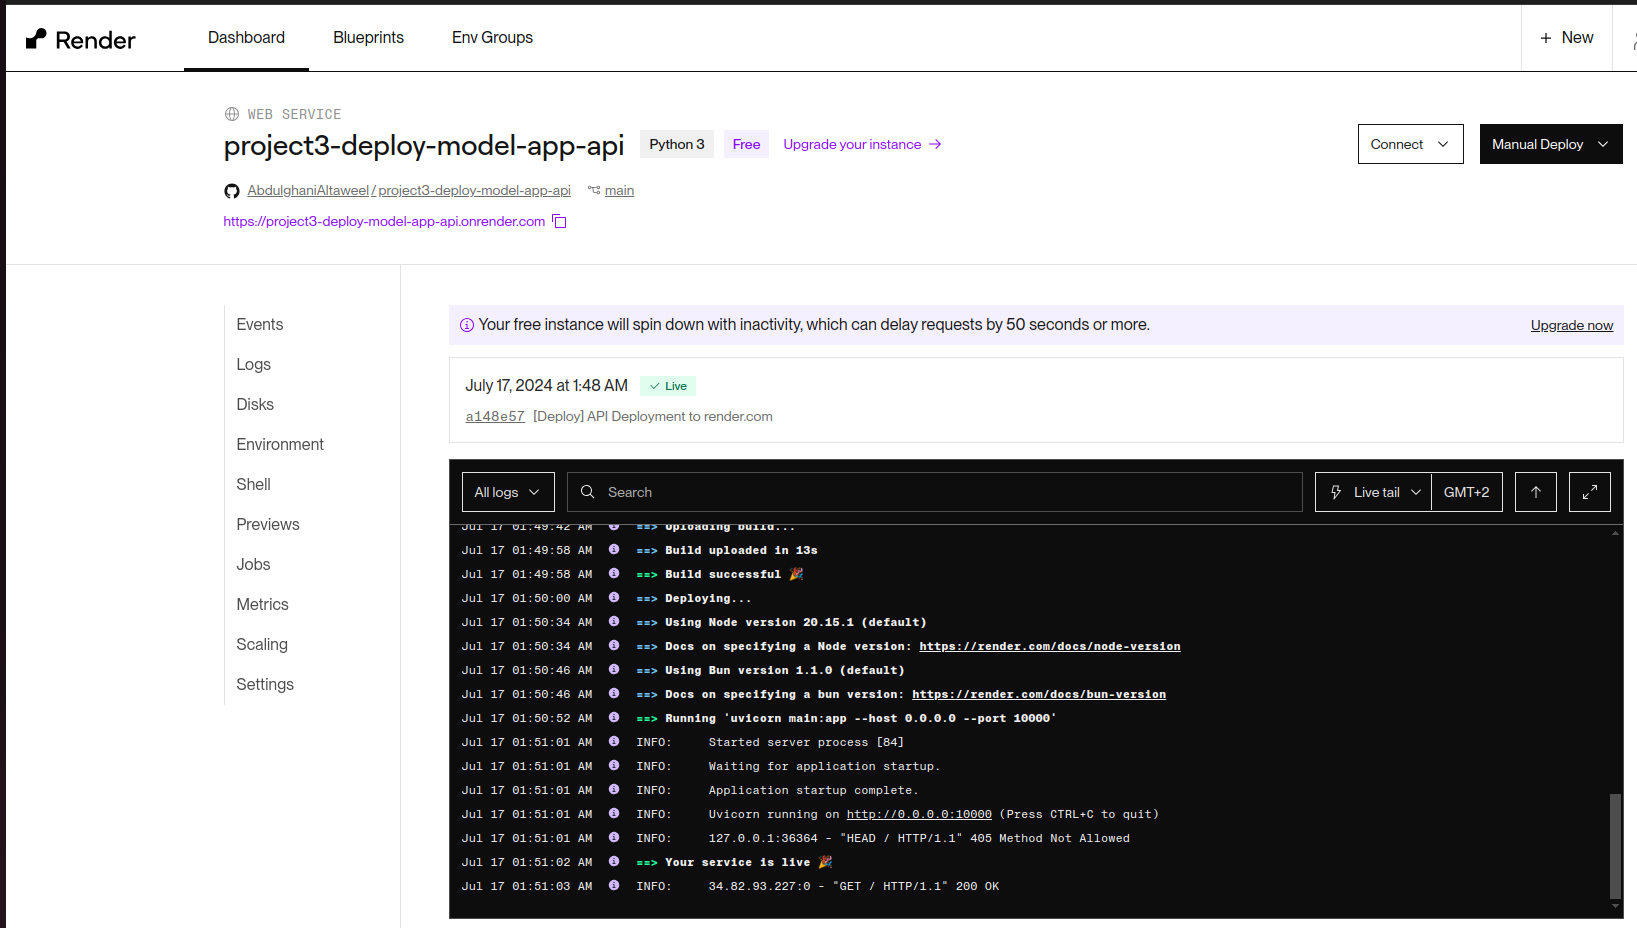 Render
Dashboard
Blueprints
Env Groups
+ New
WEB SERVICE
project3-deploy-model-app-api
Python 3
Free
Upgrade your instance →
Connect
Manual Deploy
AbdulghaniAltaweel / project3-deploy-model-app-api
main
https://project3-deploy-model-app-api.onrender.com
Events
Logs
Disks
Environment
Shell
Previews
Jobs
Metrics
Scaling
Settings
Your free instance will spin down with inactivity, which can delay requests by 50 seconds or more.
Upgrade now
July 17, 2024 at 1:48 AM
Live
a148e57 [Deploy] API Deployment to render.com
All logs
Search
Live tail
GMT+2
Jul 17 01:49:42 AM ==> Uploading build...
Jul 17 01:49:58 AM ==> Build uploaded in 13s
Jul 17 01:49:58 AM ==> Build successful 🎉
Jul 17 01:50:00 AM ==> Deploying...
Jul 17 01:50:34 AM ==> Using Node version 20.15.1 (default)
Jul 17 01:50:34 AM ==> Docs on specifying a Node version: https://render.com/docs/node-version
Jul 17 01:50:46 AM ==> Using Bun version 1.1.0 (default)
Jul 17 01:50:46 AM ==> Docs on specifying a bun version: https://render.com/docs/bun-version
Jul 17 01:50:52 AM ==> Running 'uvicorn main:app --host 0.0.0.0 --port 10000'
Jul 17 01:51:01 AM INFO: Started server process [84]
Jul 17 01:51:01 AM INFO: Waiting for application startup.
Jul 17 01:51:01 AM INFO: Application startup complete.
Jul 17 01:51:01 AM INFO: Uvicorn running on http://0.0.0.0:10000 (Press CTRL+C to quit)
Jul 17 01:51:01 AM INFO: 127.0.0.1:36364 - "HEAD / HTTP/1.1" 405 Method Not Allowed
Jul 17 01:51:02 AM ==> Your service is live 🎉
Jul 17 01:51:03 AM INFO: 34.82.93.227:0 - "GET / HTTP/1.1" 200 OK